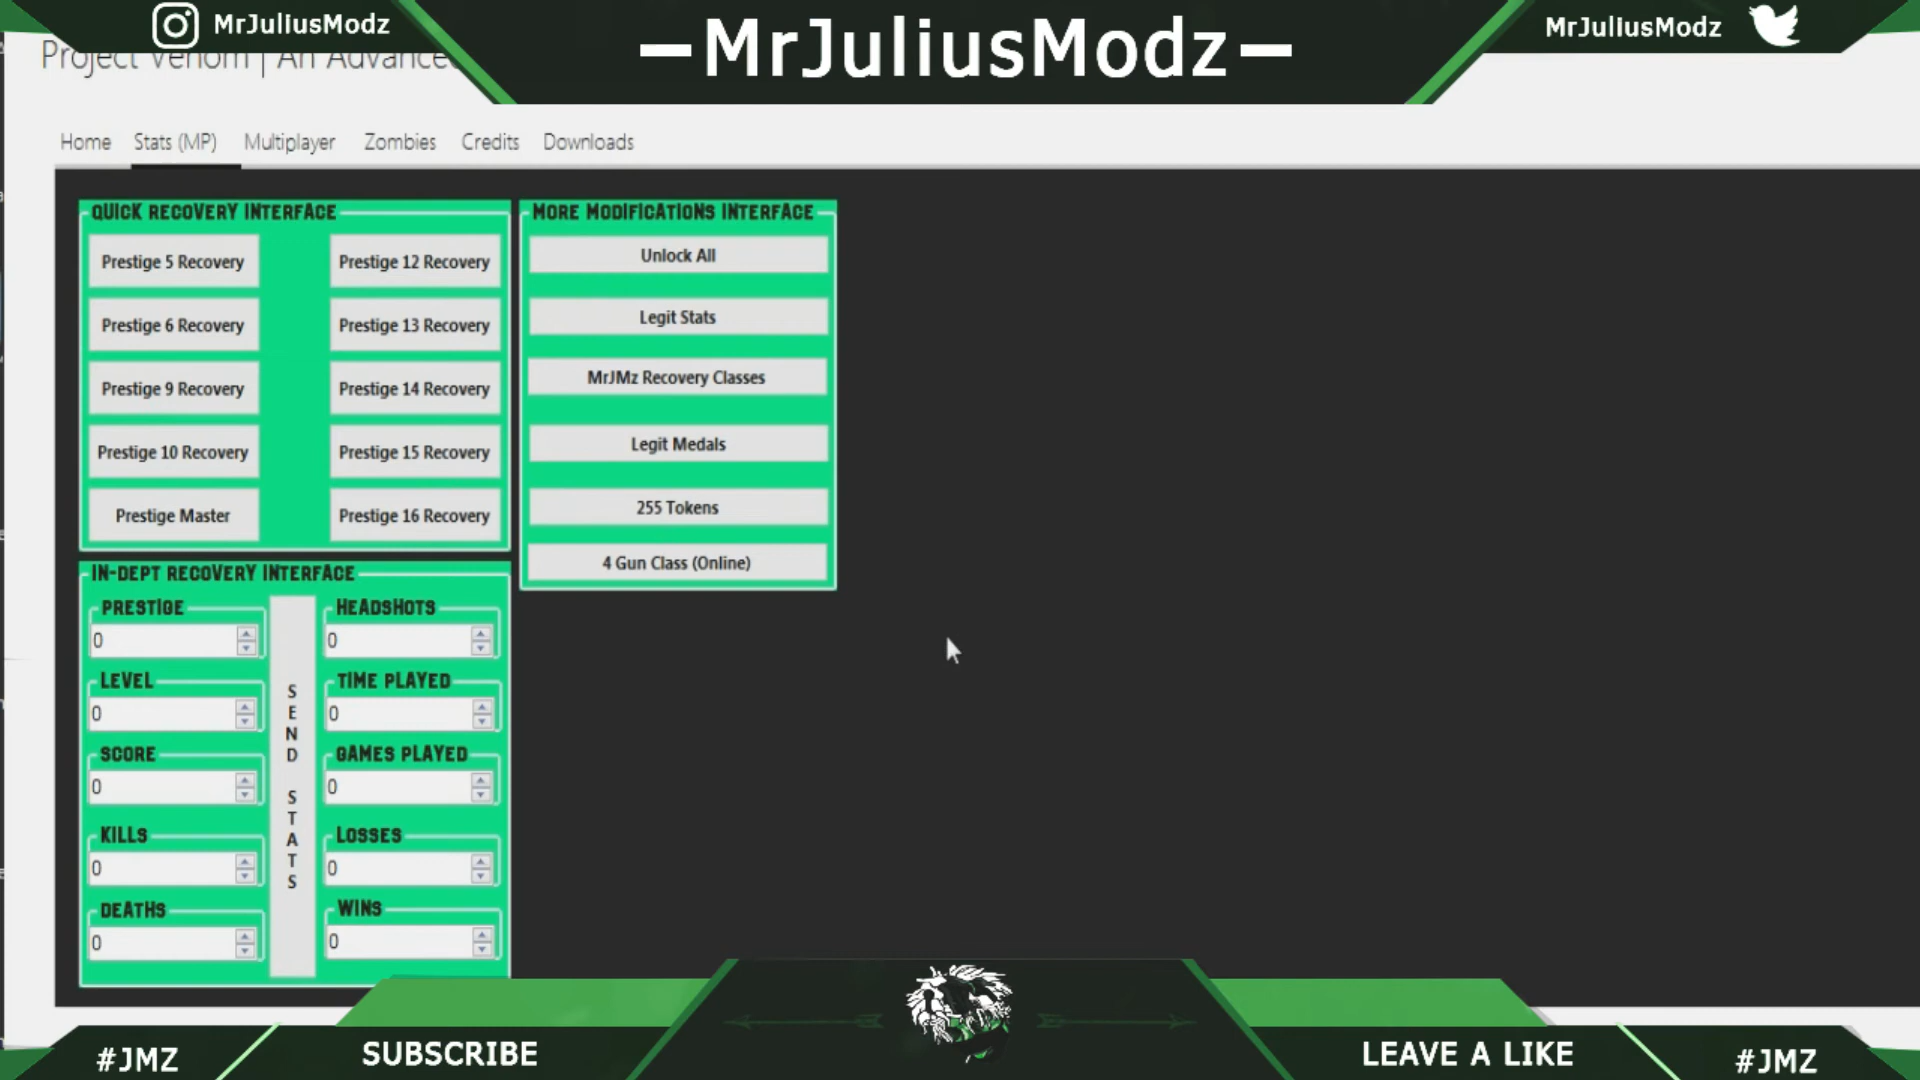 MrJuliusModz
—MrJuliusModz—
MrJuliusModz
Project Venom | An Advanced
Home Stats (MP) Multiplayer Zombies Credits Downloads
QUICK RECOVERY INTERFACE
Prestige 5 Recovery
Prestige 12 Recovery
Prestige 6 Recovery
Prestige 13 Recovery
Prestige 9 Recovery
Prestige 14 Recovery
Prestige 10 Recovery
Prestige 15 Recovery
Prestige Master
Prestige 16 Recovery
MORE MODIFICATIONS INTERFACE
Unlock All
Legit Stats
MrJMz Recovery Classes
Legit Medals
255 Tokens
4 Gun Class (Online)
IN-DEPT RECOVERY INTERFACE
PRESTIGE
0
LEVEL
0
SCORE
0
KILLS
0
DEATHS
0
SEND STATS
HEADSHOTS
0
TIME PLAYED
0
GAMES PLAYED
0
LOSSES
0
WINS
0
#JMZ
SUBSCRIBE
LEAVE A LIKE
#JMZ